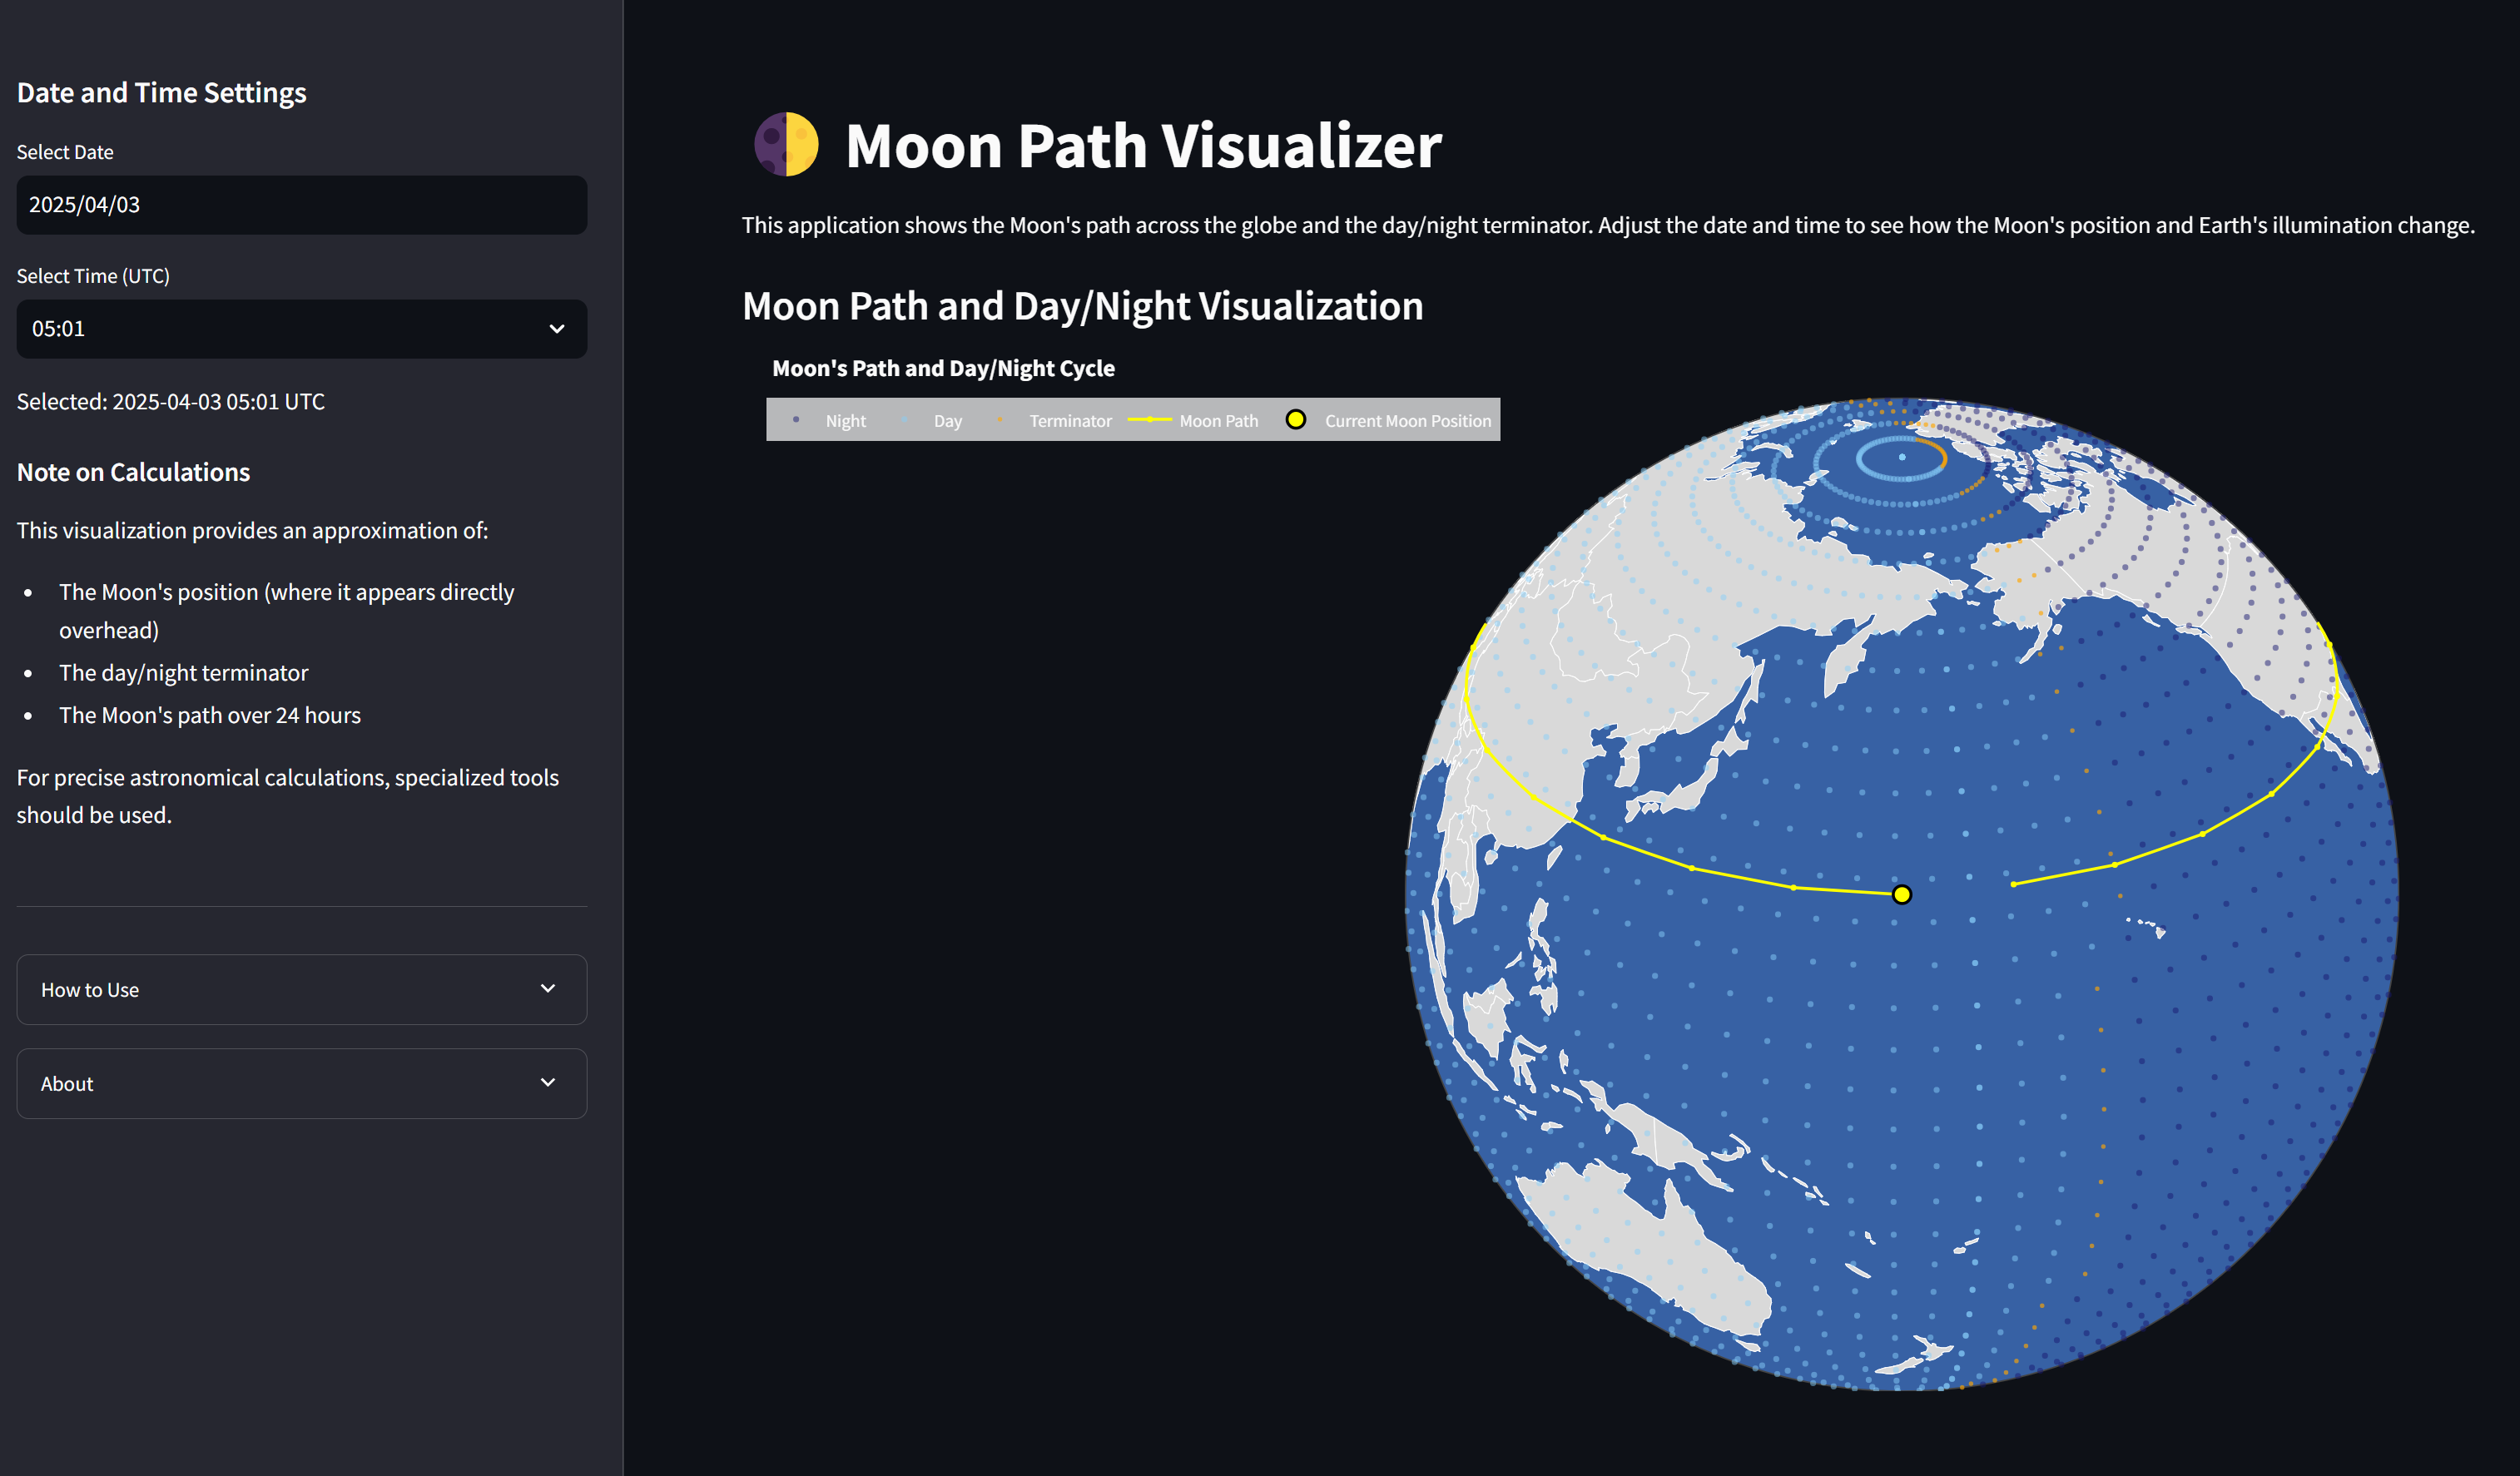 Date and Time Settings
Select Date
2025/04/03
Select Time (UTC)
05:01
Selected: 2025-04-03 05:01 UTC
Note on Calculations
This visualization provides an approximation of:
The Moon's position (where it appears directly
overhead)
The day/night terminator
The Moon's path over 24 hours
For precise astronomical calculations, specialized tools
should be used.
How to Use
About
Moon Path Visualizer
This application shows the Moon's path across the globe and the day/night terminator. Adjust the date and time to see how the Moon's position and Earth's illumination change.
Moon Path and Day/Night Visualization
Moon's Path and Day/Night Cycle
Night Day Terminator Moon Path Current Moon Position